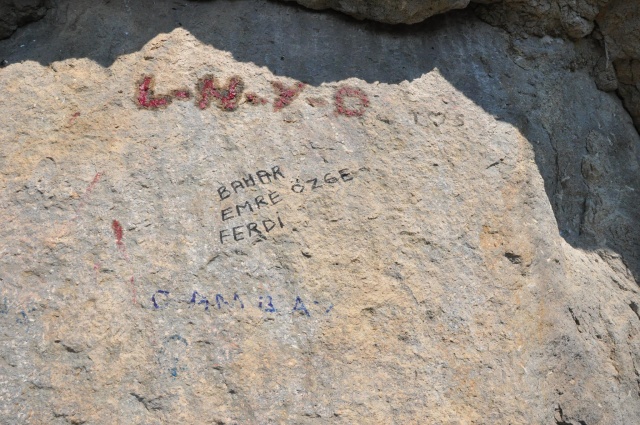 L-H-Y-D
I ♡ S
BAHAR
EMRE ÖZGE
FERDİ